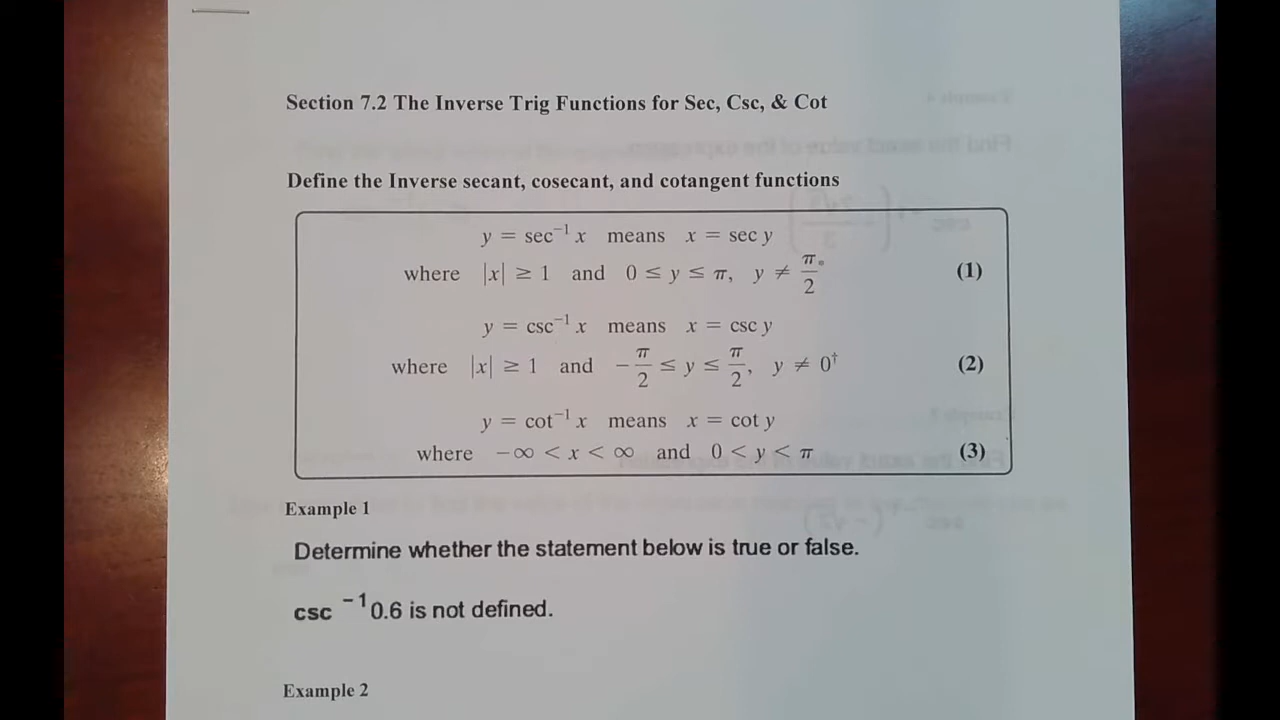 Section 7.2 The Inverse Trig Functions for Sec, Csc, & Cot
Define the Inverse secant, cosecant, and cotangent functions
y = sec⁻¹ x means x = sec y
where |x| ≥ 1 and 0 ≤ y ≤ π, y ≠ π/2* (1)
y = csc⁻¹ x means x = csc y
where |x| ≥ 1 and −π/2 ≤ y ≤ π/2, y ≠ 0† (2)
y = cot⁻¹ x means x = cot y
where −∞ < x < ∞ and 0 < y < π (3)
Example 1
Determine whether the statement below is true or false.
csc ⁻¹0.6 is not defined.
Example 2